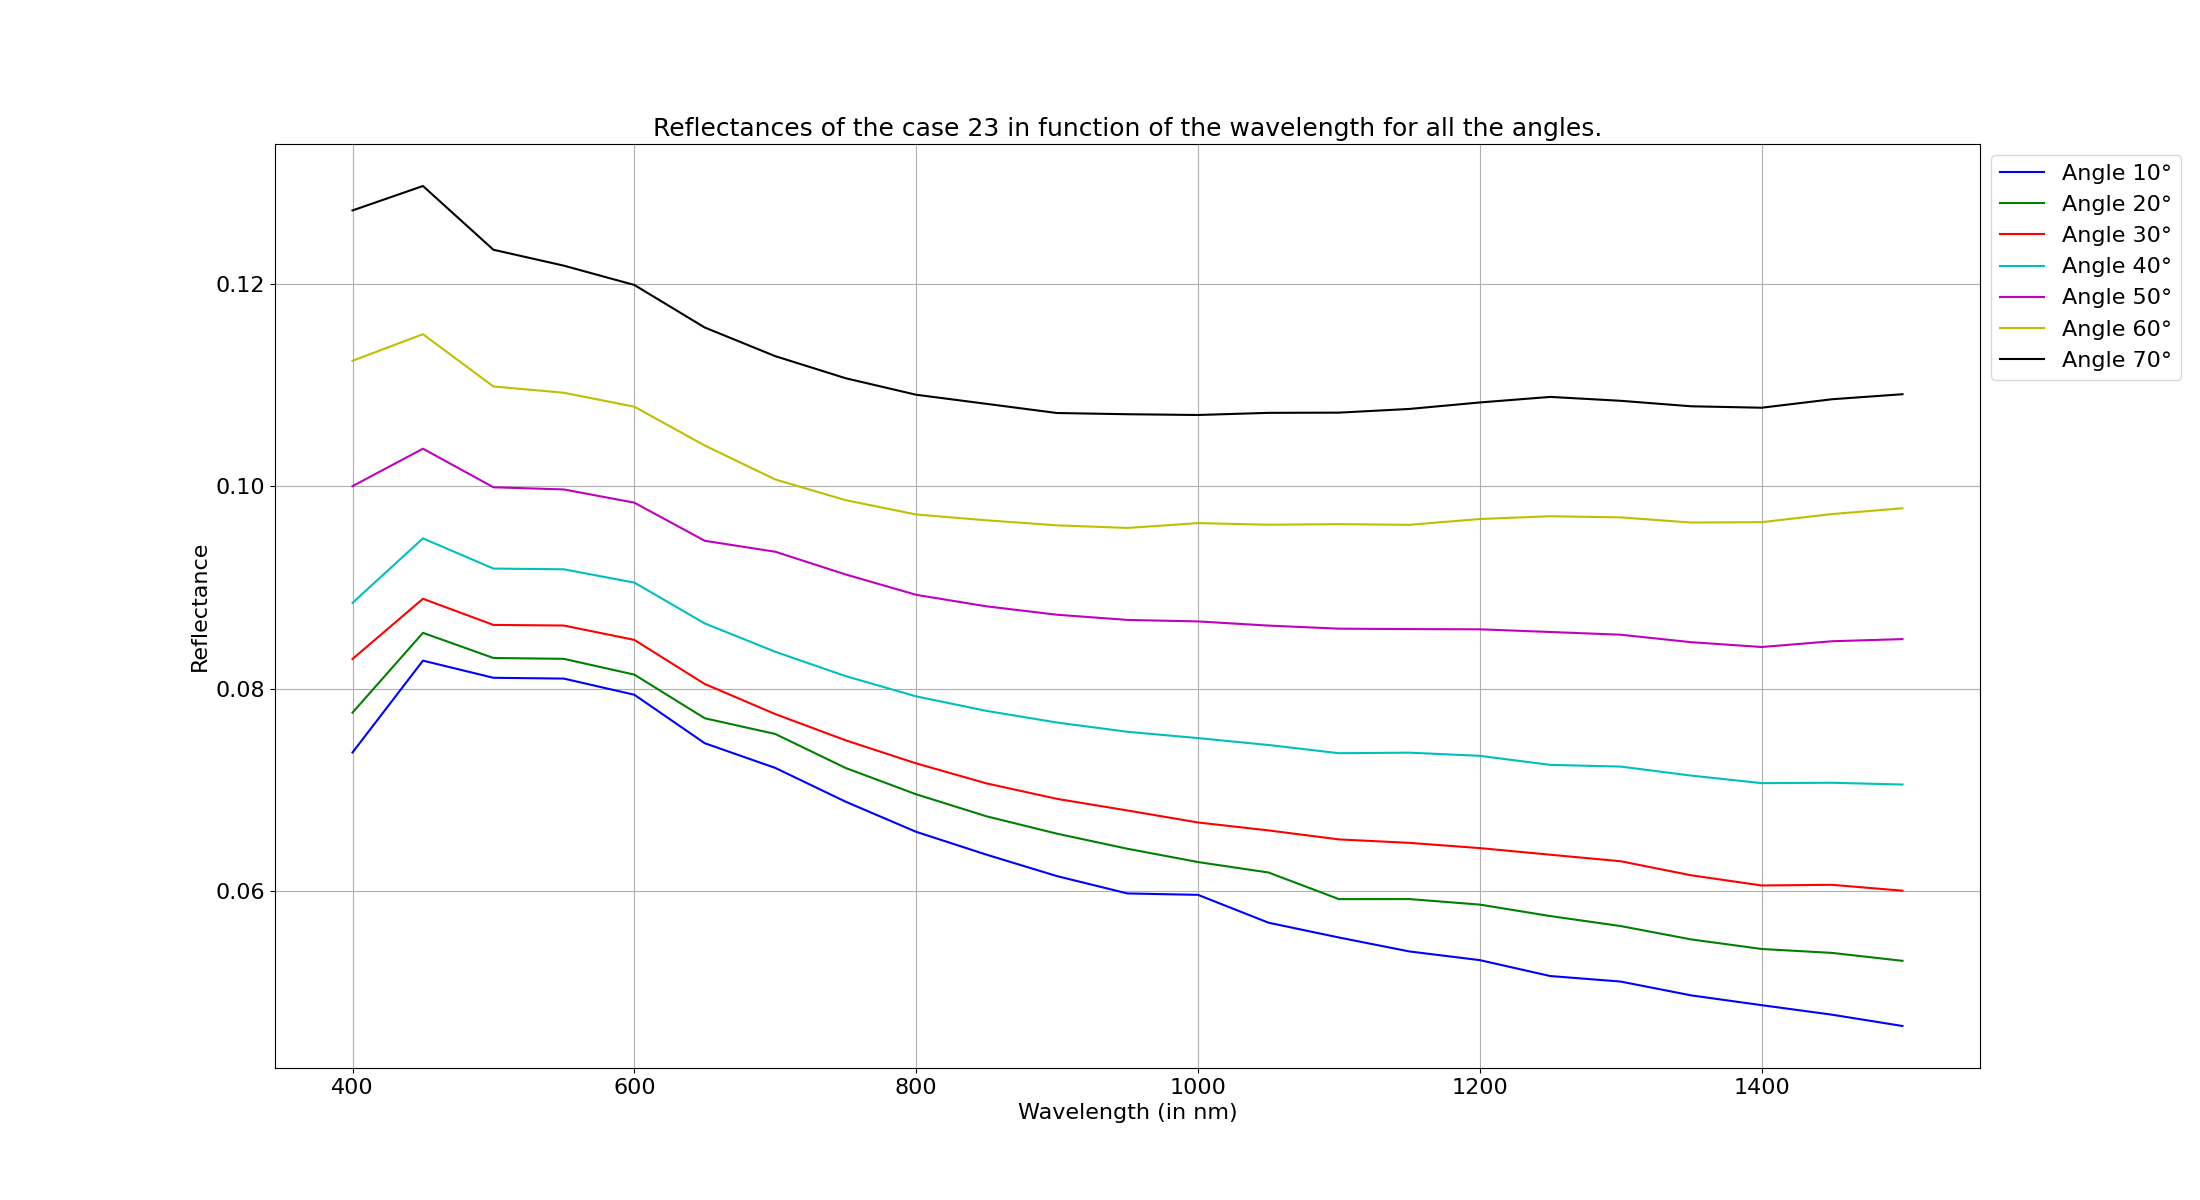 Reflectances of the case 23 in function of the wavelength for all the angles.
Angle 10°
Angle 20°
Angle 30°
Angle 40°
Angle 50°
Angle 60°
Angle 70°
0.12
0.10
0.08
0.06
Reflectance
400 600 800 1000 1200 1400
Wavelength (in nm)